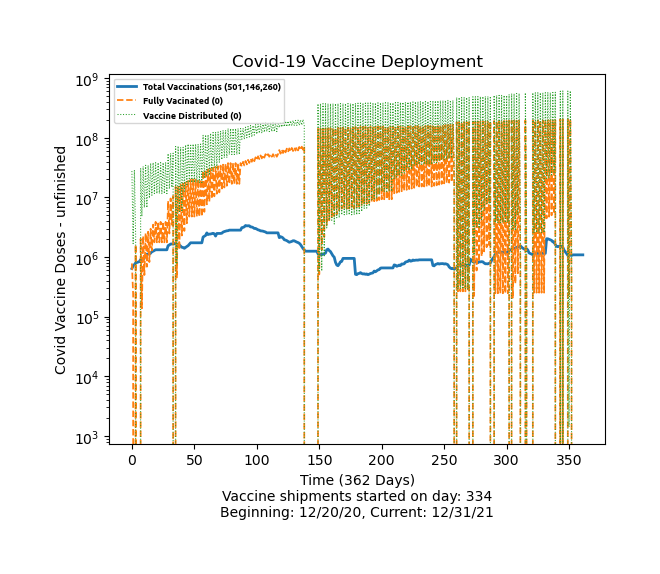 Covid-19 Vaccine Deployment
10⁹
10⁸
10⁷
10⁶
10⁵
10⁴
10³
Covid Vaccine Doses - unfinished
Total Vaccinations (501,146,260)
Fully Vacinated (0)
Vaccine Distributed (0)
0 50 100 150 200 250 300 350
Time (362 Days)
Vaccine shipments started on day: 334
Beginning: 12/20/20, Current: 12/31/21